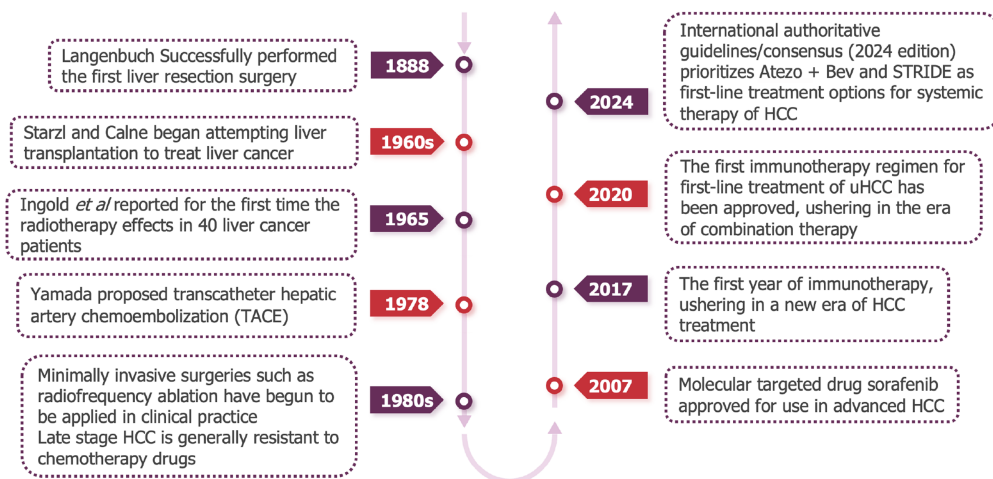 Langenbuch Successfully performed
the first liver resection surgery
1888
Starzl and Calne began attempting liver
transplantation to treat liver cancer
1960s
Ingold et al reported for the first time the
radiotherapy effects in 40 liver cancer
patients
1965
Yamada proposed transcatheter hepatic
artery chemoembolization (TACE)
1978
Minimally invasive surgeries such as
radiofrequency ablation have begun to
be applied in clinical practice
Late stage HCC is generally resistant to
chemotherapy drugs
1980s
2007
Molecular targeted drug sorafenib
approved for use in advanced HCC
2017
The first year of immunotherapy,
ushering in a new era of HCC
treatment
2020
The first immunotherapy regimen for
first-line treatment of uHCC has
been approved, ushering in the era
of combination therapy
2024
International authoritative
guidelines/consensus (2024 edition)
prioritizes Atezo + Bev and STRIDE as
first-line treatment options for systemic
therapy of HCC